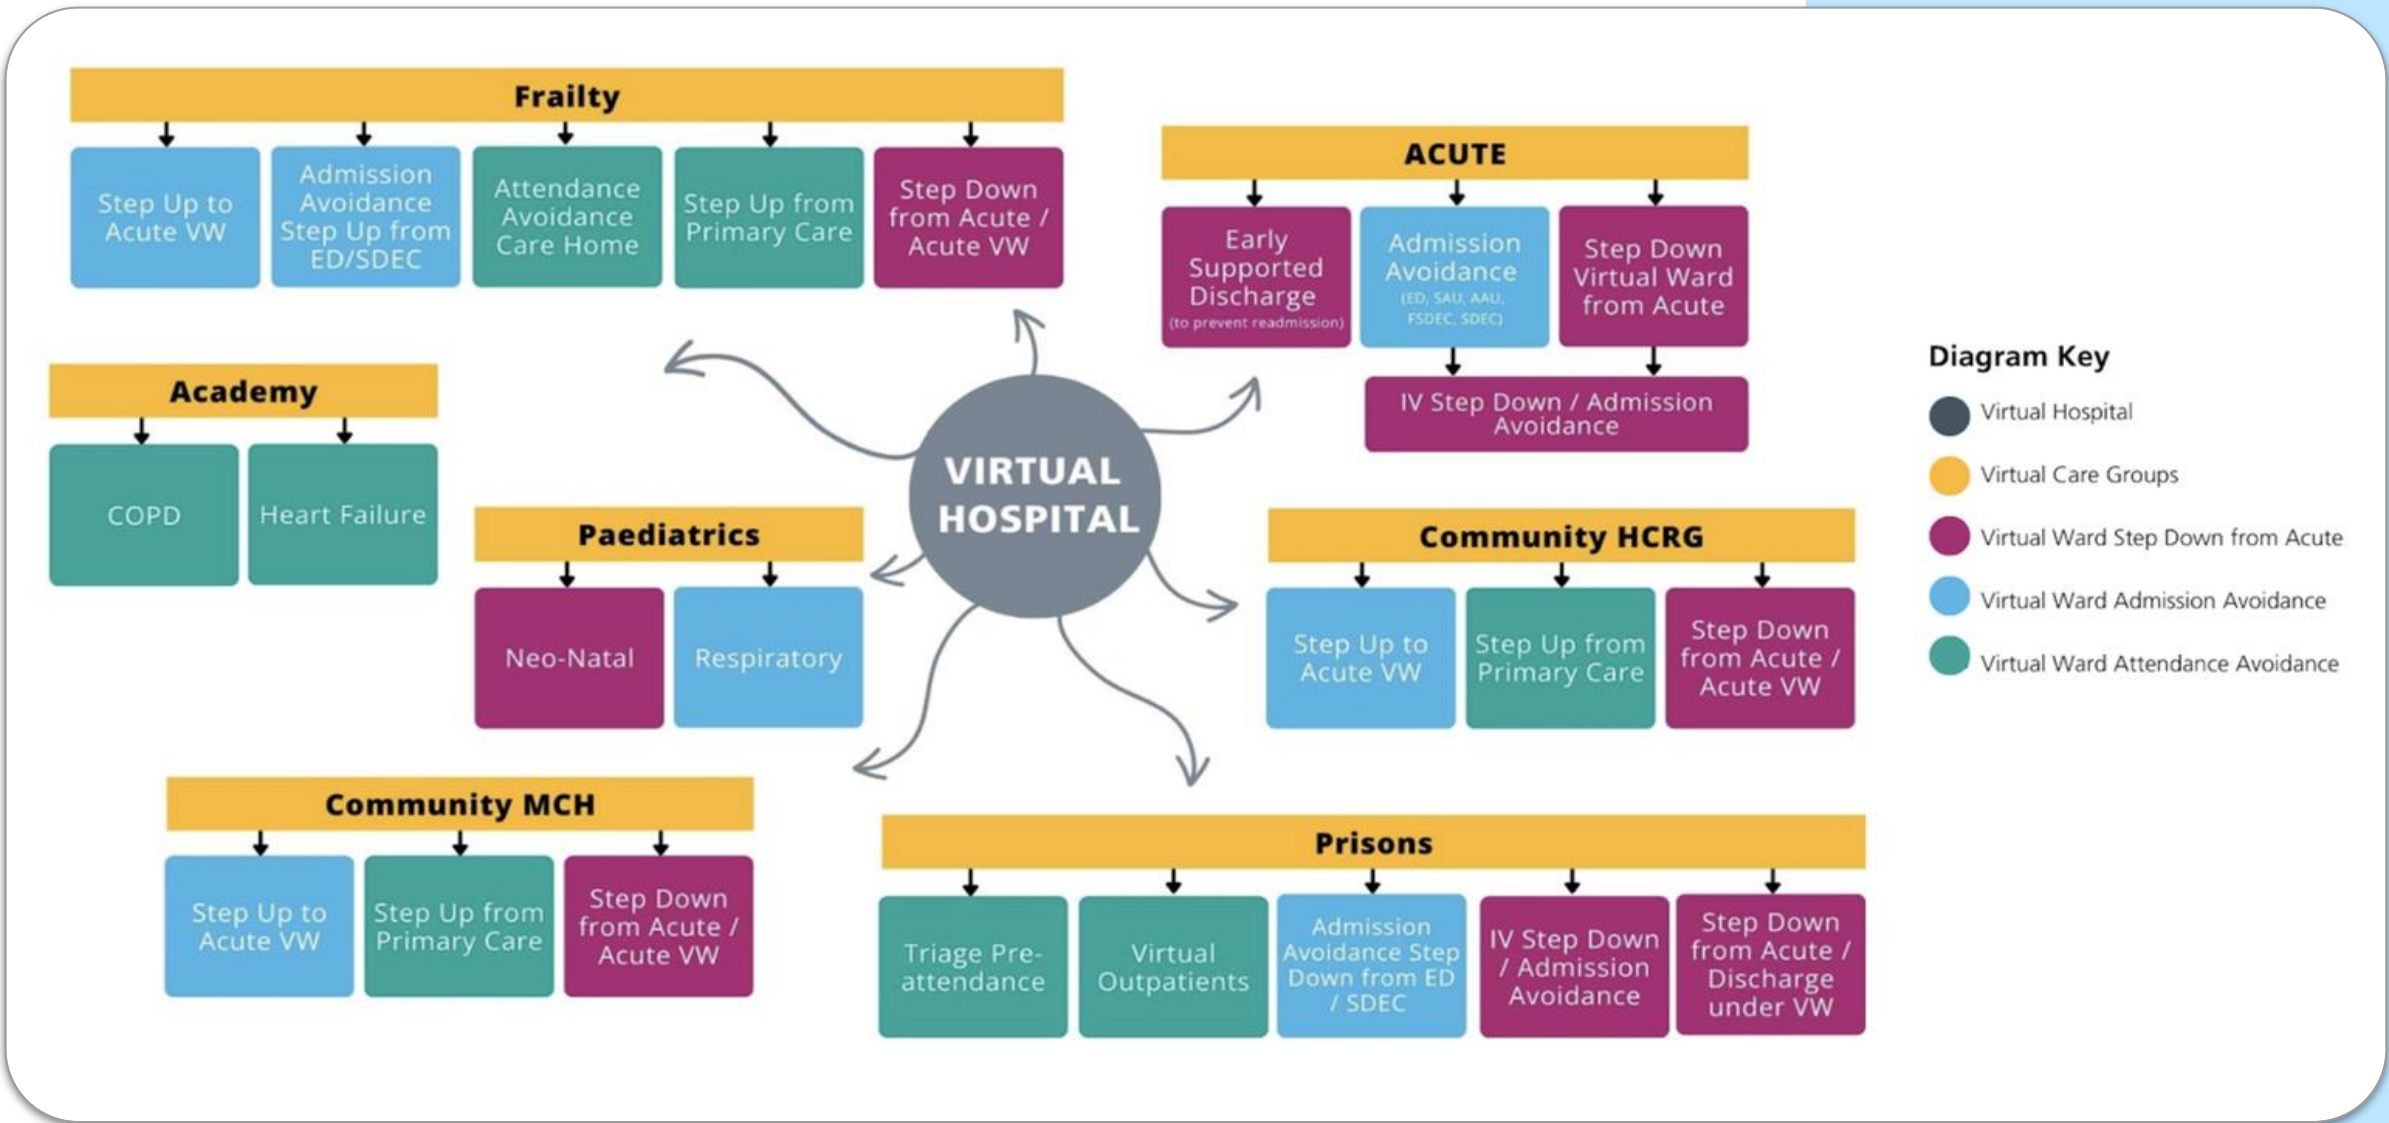 Frailty
Step Up to
Acute VW
Admission
Avoidance
Step Up from
ED/SDEC
Attendance
Avoidance
Care Home
Step Up from
Primary Care
Step Down
from Acute /
Acute VW
ACUTE
Early
Supported
Discharge
(to prevent readmission)
Admission
Avoidance
(ED, SAU, AAU,
FSDEC, SDEC)
Step Down
Virtual Ward
from Acute
IV Step Down / Admission
Avoidance
Academy
COPD
Heart Failure
VIRTUAL
HOSPITAL
Paediatrics
Neo-Natal
Respiratory
Community HCRG
Step Up to
Acute VW
Step Up from
Primary Care
Step Down
from Acute /
Acute VW
Community MCH
Step Up to
Acute VW
Step Up from
Primary Care
Step Down
from Acute /
Acute VW
Prisons
Triage Pre-
attendance
Virtual
Outpatients
Admission
Avoidance Step
Down from ED
/ SDEC
IV Step Down
/ Admission
Avoidance
Step Down
from Acute /
Discharge
under VW
Diagram Key
Virtual Hospital
Virtual Care Groups
Virtual Ward Step Down from Acute
Virtual Ward Admission Avoidance
Virtual Ward Attendance Avoidance